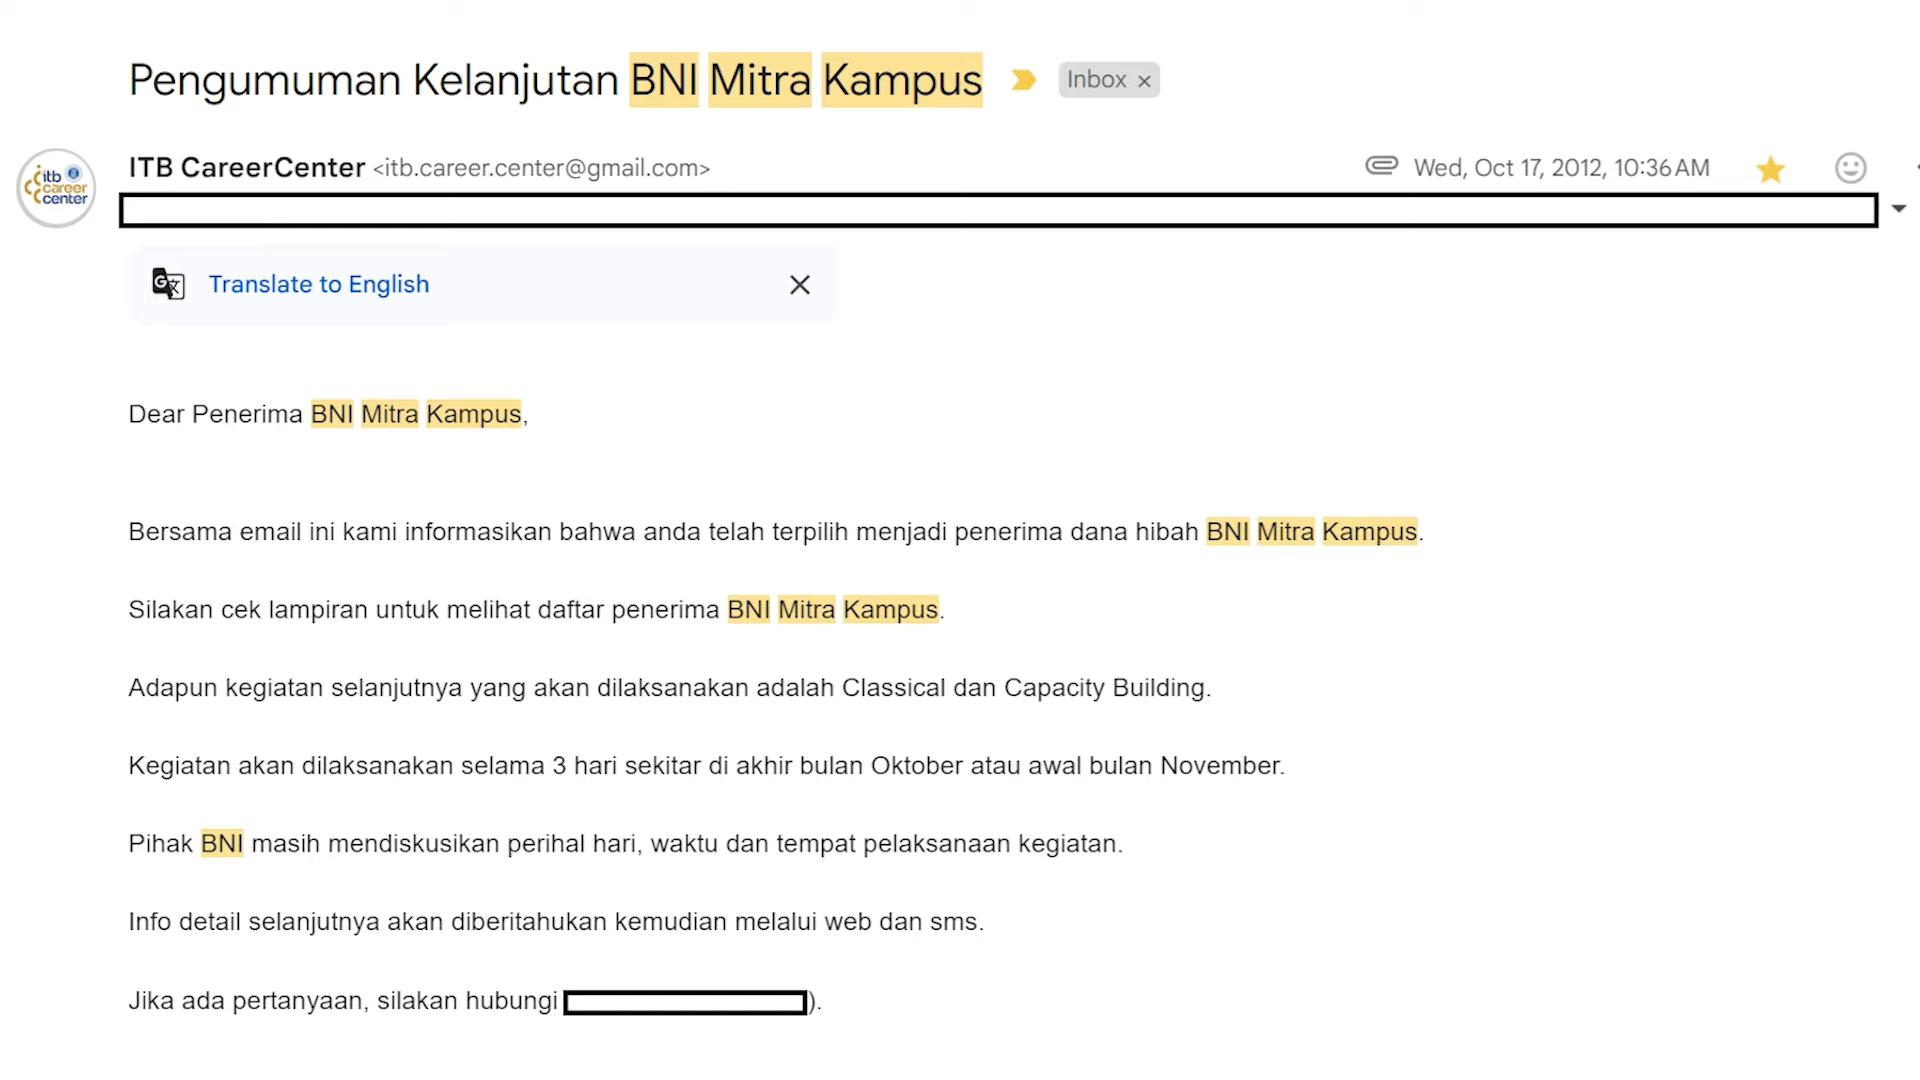 Pengumuman Kelanjutan BNI Mitra Kampus Inbox ×
itb career center
ITB CareerCenter <itb.career.center@gmail.com> Wed, Oct 17, 2012, 10:36 AM
Translate to English
Dear Penerima BNI Mitra Kampus,
Bersama email ini kami informasikan bahwa anda telah terpilih menjadi penerima dana hibah BNI Mitra Kampus.
Silakan cek lampiran untuk melihat daftar penerima BNI Mitra Kampus.
Adapun kegiatan selanjutnya yang akan dilaksanakan adalah Classical dan Capacity Building.
Kegiatan akan dilaksanakan selama 3 hari sekitar di akhir bulan Oktober atau awal bulan November.
Pihak BNI masih mendiskusikan perihal hari, waktu dan tempat pelaksanaan kegiatan.
Info detail selanjutnya akan diberitahukan kemudian melalui web dan sms.
Jika ada pertanyaan, silakan hubungi ).